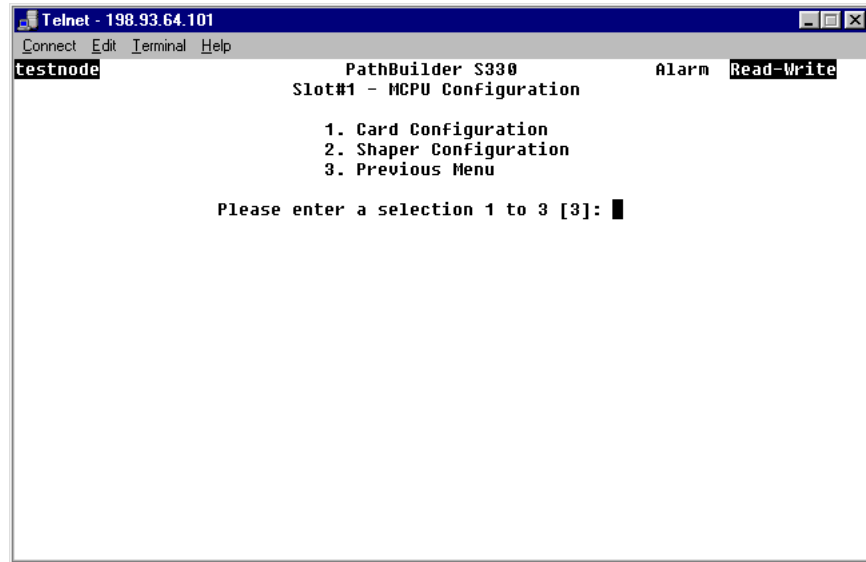 Telnet - 198.93.64.101
Connect Edit Terminal Help
testnode PathBuilder S330 Alarm Read-Write
Slot#1 - MCPU Configuration
1. Card Configuration
2. Shaper Configuration
3. Previous Menu
Please enter a selection 1 to 3 [3]: